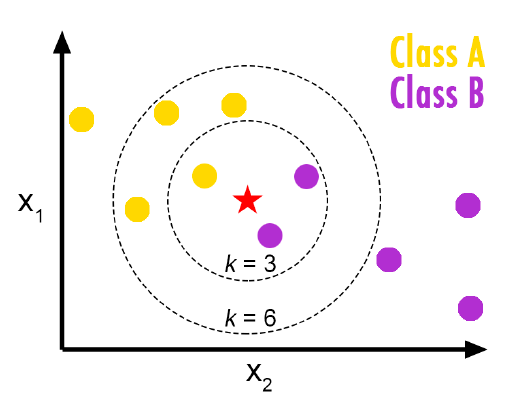 Class A
Class B
x1
k = 3
k = 6
x2